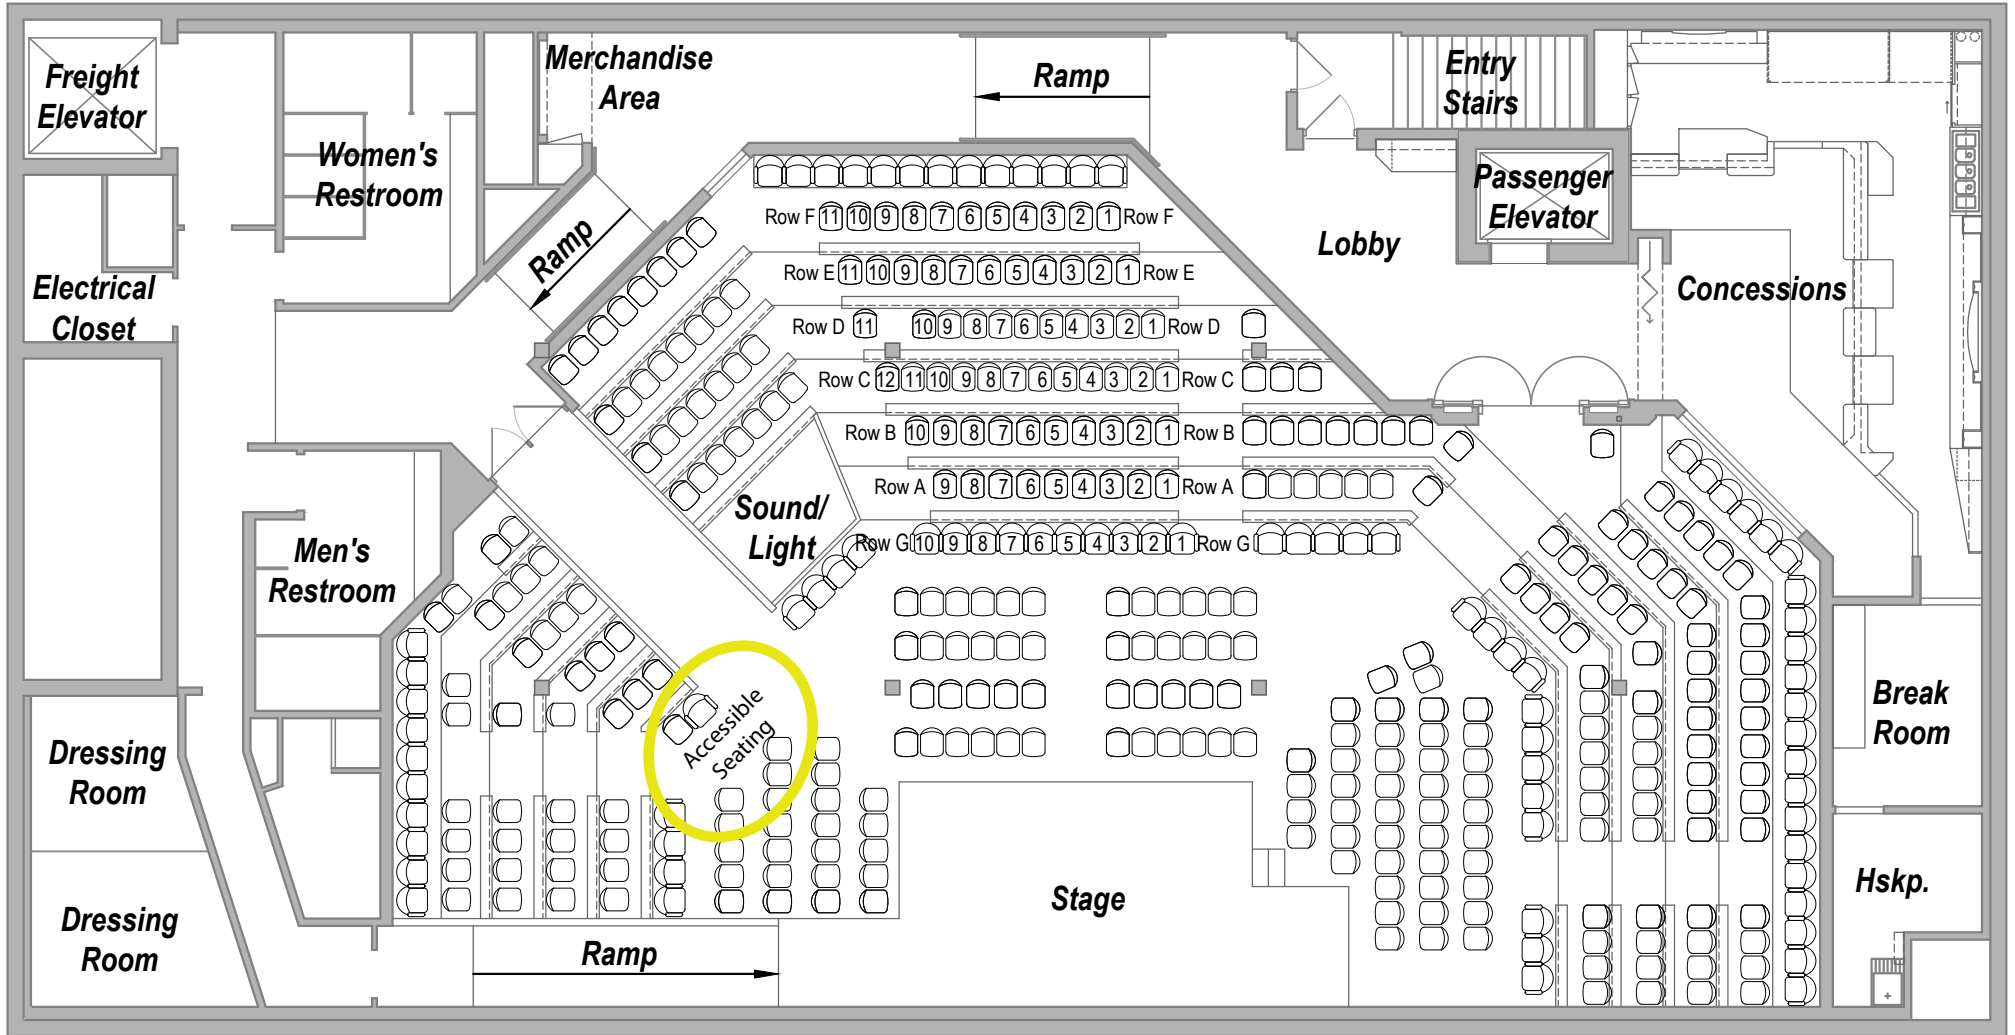 Freight
Elevator
Women's
Restroom
Merchandise
Area
Ramp
Entry
Stairs
Passenger
Elevator
Lobby
Concessions
Electrical
Closet
Ramp
Row F 11 10 9 8 7 6 5 4 3 2 1 Row F
Row E 11 10 9 8 7 6 5 4 3 2 1 Row E
Row D 11 10 9 8 7 6 5 4 3 2 1 Row D
Row C 12 11 10 9 8 7 6 5 4 3 2 1 Row C
Row B 10 9 8 7 6 5 4 3 2 1 Row B
Row A 9 8 7 6 5 4 3 2 1 Row A
Row G 10 9 8 7 6 5 4 3 2 1 Row G
Sound/
Light
Men's
Restroom
Accessible
Seating
Dressing
Room
Dressing
Room
Stage
Ramp
Break
Room
Hskp.